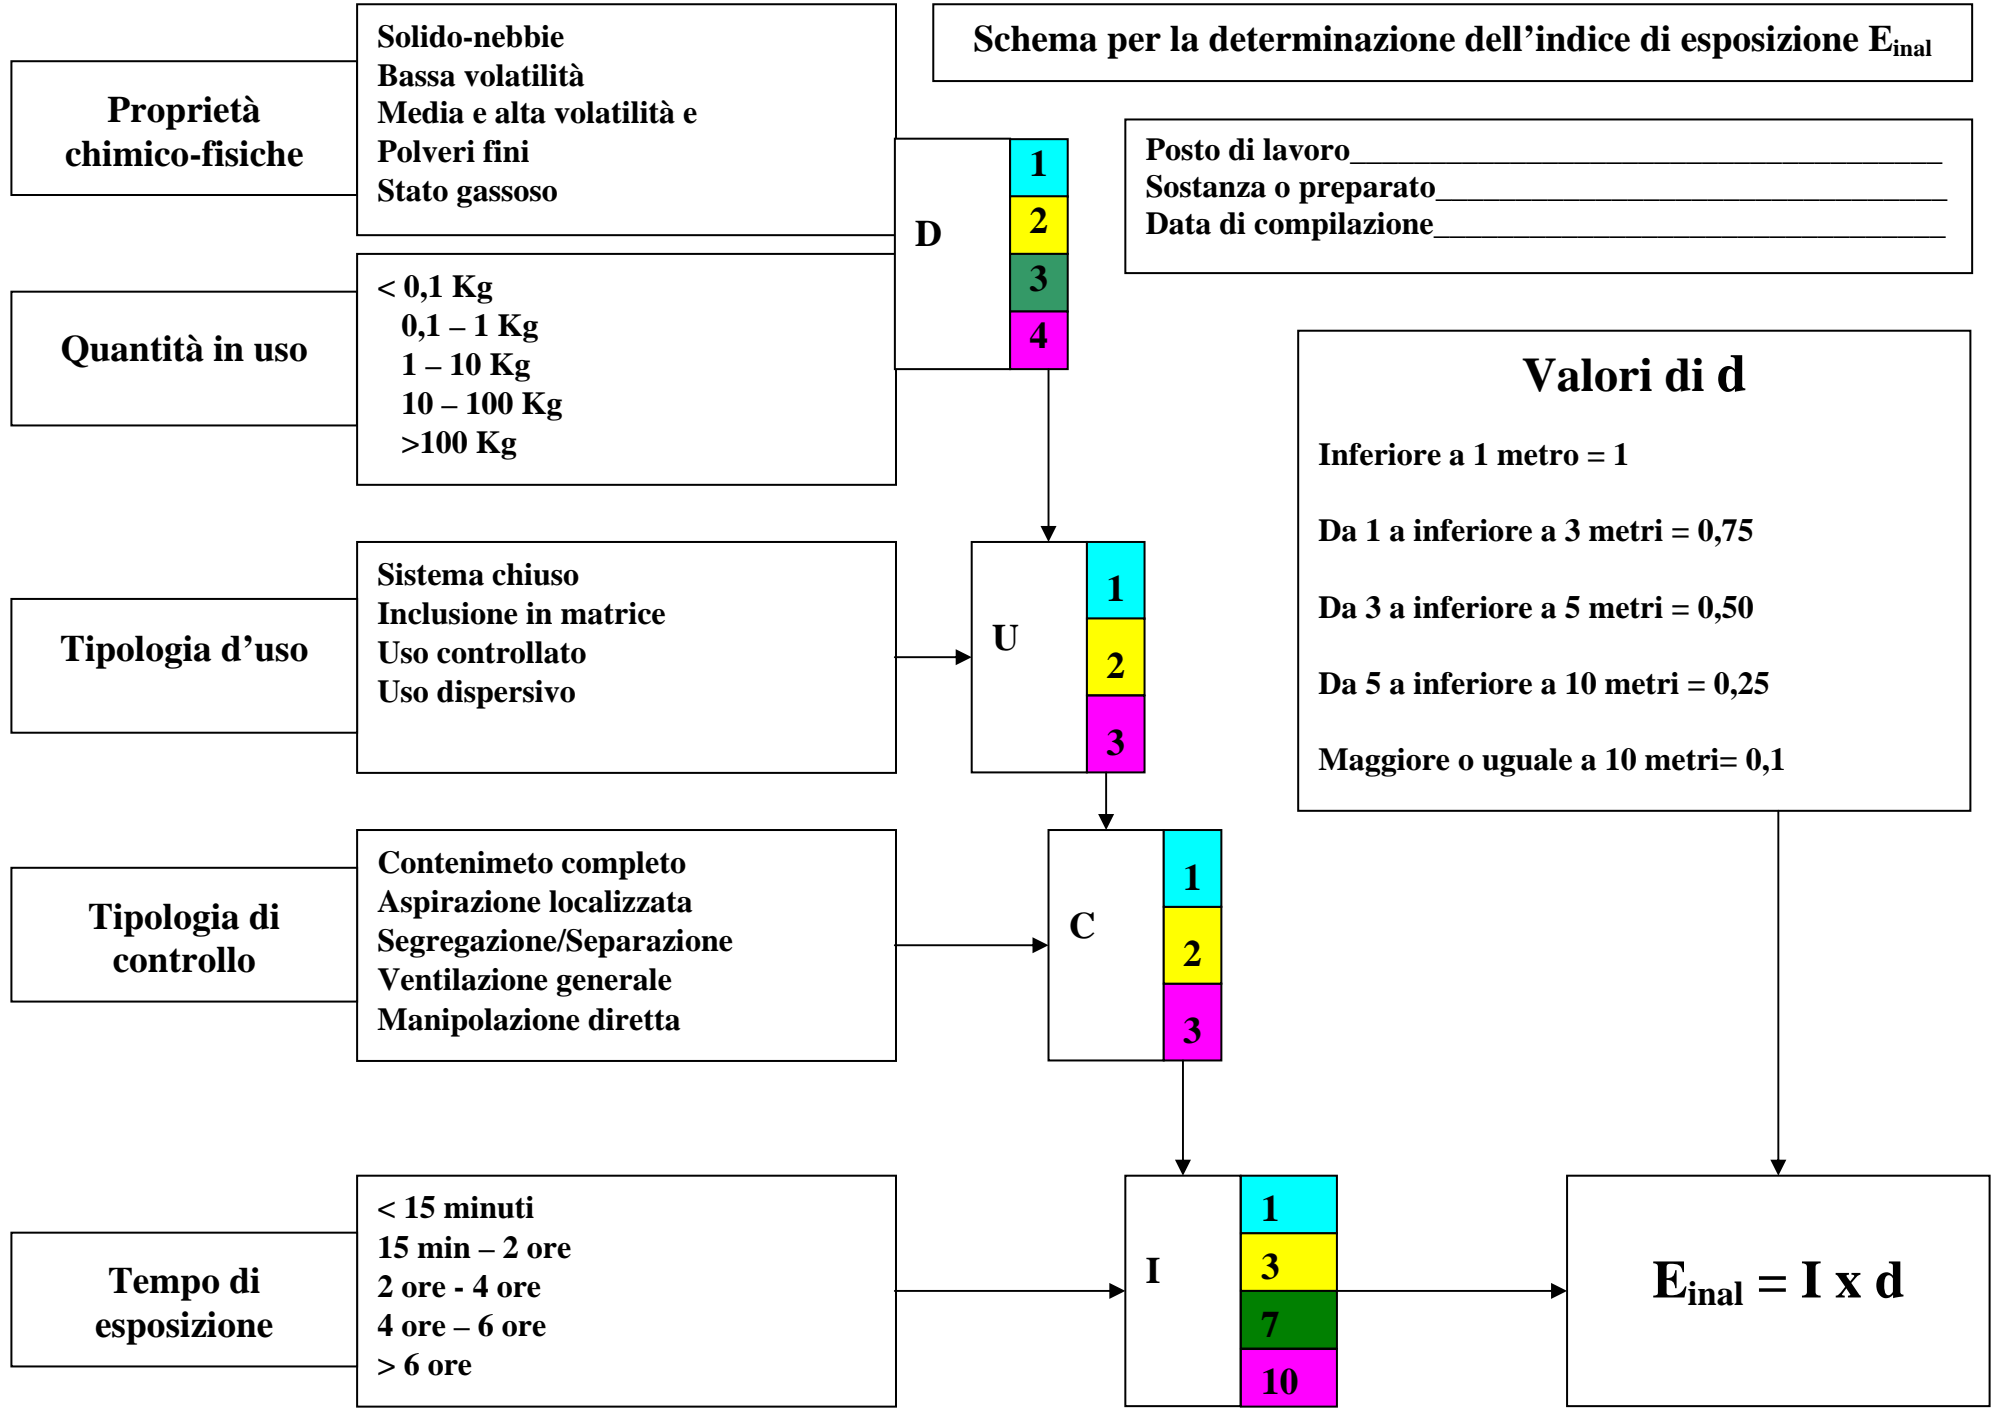 Schema per la determinazione dell’indice di esposizione Einal
Posto di lavoro______________________________________
Sostanza o preparato_________________________________
Data di compilazione_________________________________
Proprietà
chimico-fisiche
Solido-nebbie
Bassa volatilità
Media e alta volatilità e
Polveri fini
Stato gassoso
D
1
2
3
4
Quantità in uso
< 0,1 Kg
0,1 – 1 Kg
1 – 10 Kg
10 – 100 Kg
>100 Kg
Valori di d
Inferiore a 1 metro = 1
Da 1 a inferiore a 3 metri = 0,75
Da 3 a inferiore a 5 metri = 0,50
Da 5 a inferiore a 10 metri = 0,25
Maggiore o uguale a 10 metri= 0,1
Tipologia d’uso
Sistema chiuso
Inclusione in matrice
Uso controllato
Uso dispersivo
U
1
2
3
Tipologia di
controllo
Contenimeto completo
Aspirazione localizzata
Segregazione/Separazione
Ventilazione generale
Manipolazione diretta
C
1
2
3
Tempo di
esposizione
< 15 minuti
15 min – 2 ore
2 ore - 4 ore
4 ore – 6 ore
> 6 ore
I
1
3
7
10
Einal = I x d